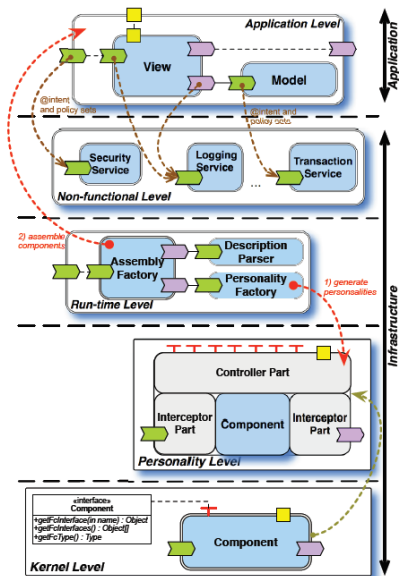 Application Level
View
Model
@intent
and policy sets
@intent and
policy sets
Application
Security
Service
Logging
Service
...
Transaction
Service
Non-functional Level
2) assemble
components
Assembly
Factory
Description
Parser
Personality
Factory
1) generate
personalities
Run-time Level
Infrastructure
Controller Part
Interceptor
Part
Component
Interceptor
Part
Personality Level
«interface»
Component
+getFcInterface(in name) : Object
+getFcInterfaces() : Object[]
+getFcType() : Type
Component
Kernel Level